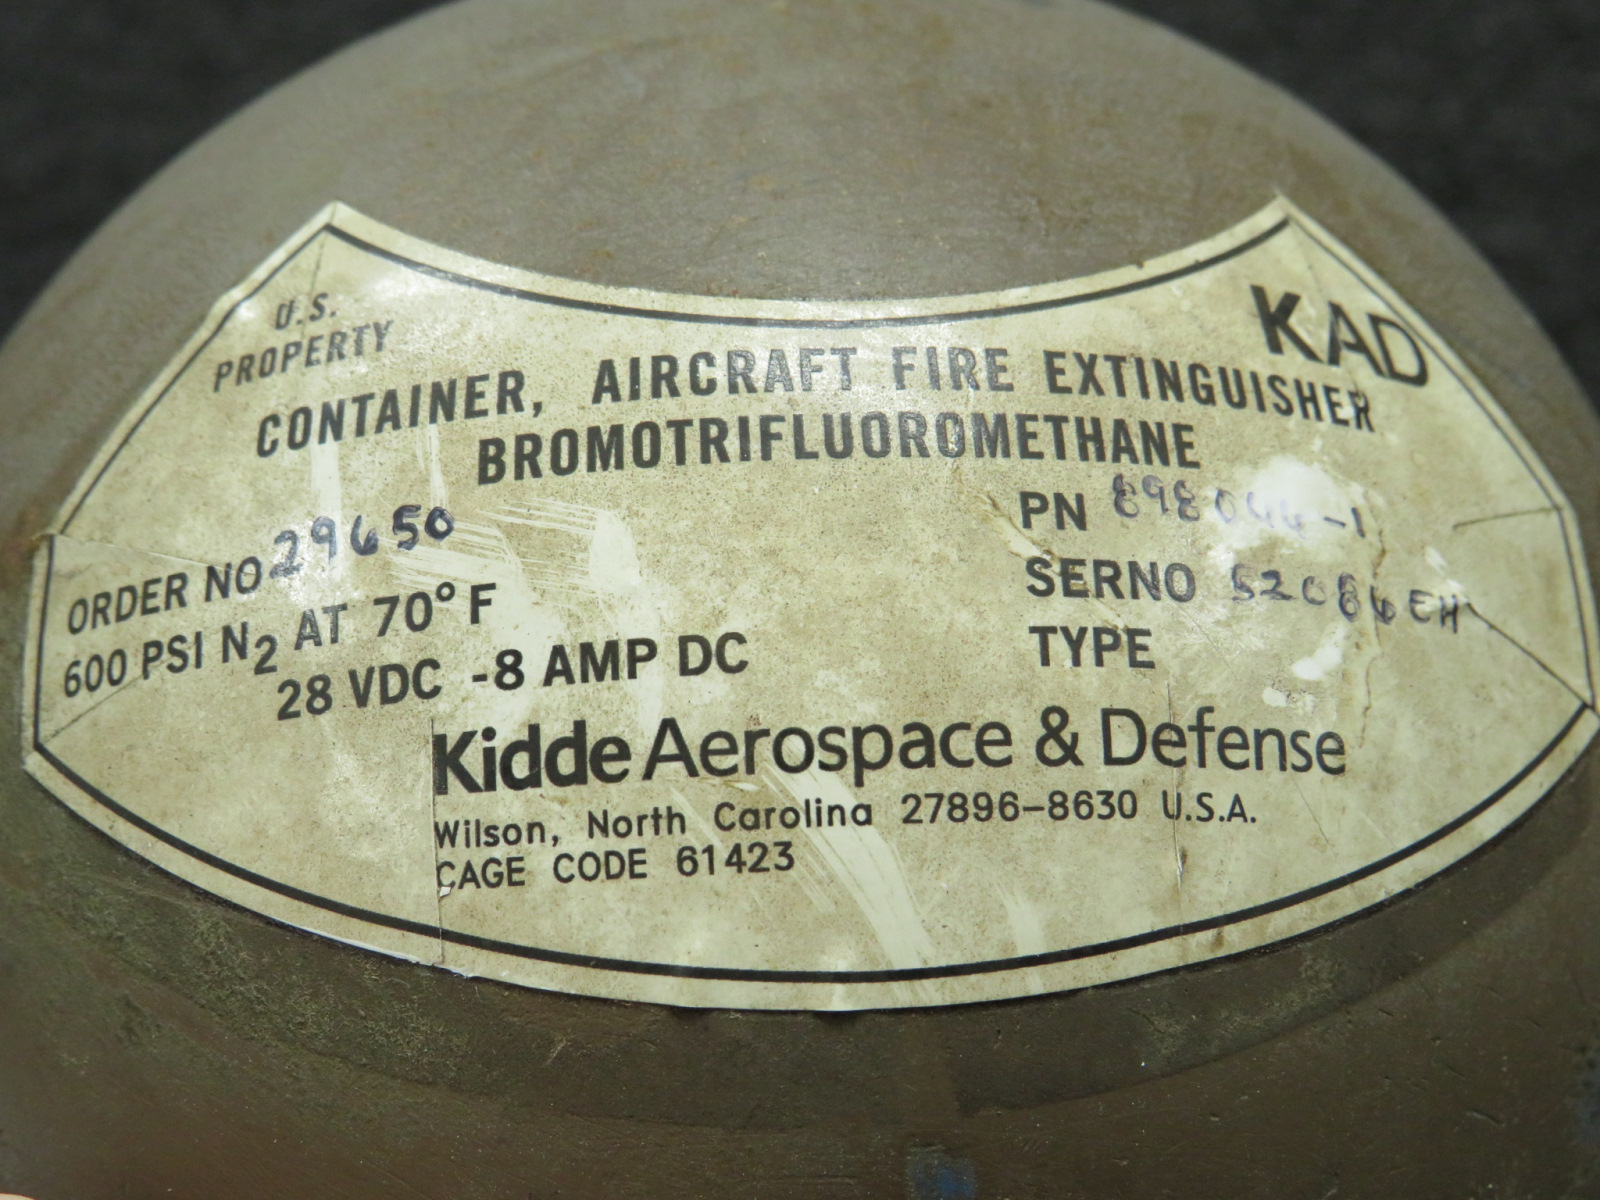 U.S.
PROPERTY
KAD
CONTAINER, AIRCRAFT FIRE EXTINGUISHER
BROMOTRIFLUOROMETHANE
ORDER NO 29650
600 PSI N2 AT 70° F
28 VDC -8 AMP DC
PN
SERNO
TYPE
Kidde Aerospace & Defense
Wilson, North Carolina 27896-8630 U.S.A.
CAGE CODE 61423